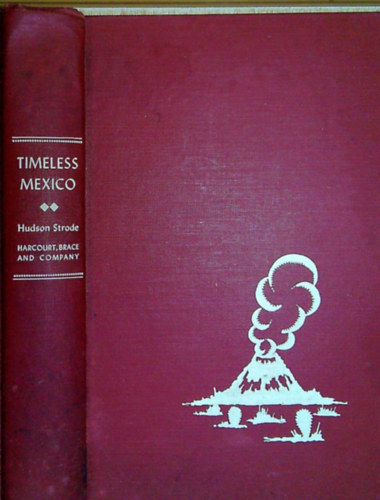 TIMELESS
MEXICO
Hudson Strode
HARCOURT, BRACE
AND COMPANY